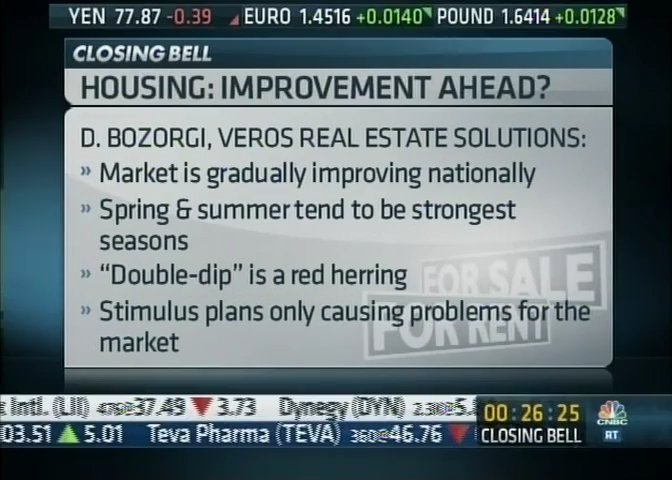 YEN 77.87 -0.39 EURO 1.4516 +0.0140 POUND 1.6414 +0.0128
CLOSING BELL
HOUSING: IMPROVEMENT AHEAD?
D. BOZORGI, VEROS REAL ESTATE SOLUTIONS:
» Market is gradually improving nationally
» Spring & summer tend to be strongest
seasons
» “Double-dip” is a red herring
» Stimulus plans only causing problems for the
market
FOR SALE
FOR RENT
Intl. (LII) 37.49 ▼ 3.73 Dynegy (DYN)
03.51 ▲ 5.01 Teva Pharma (TEVA) 46.76 ▼
00:26:25
CLOSING BELL
CNBC
RT